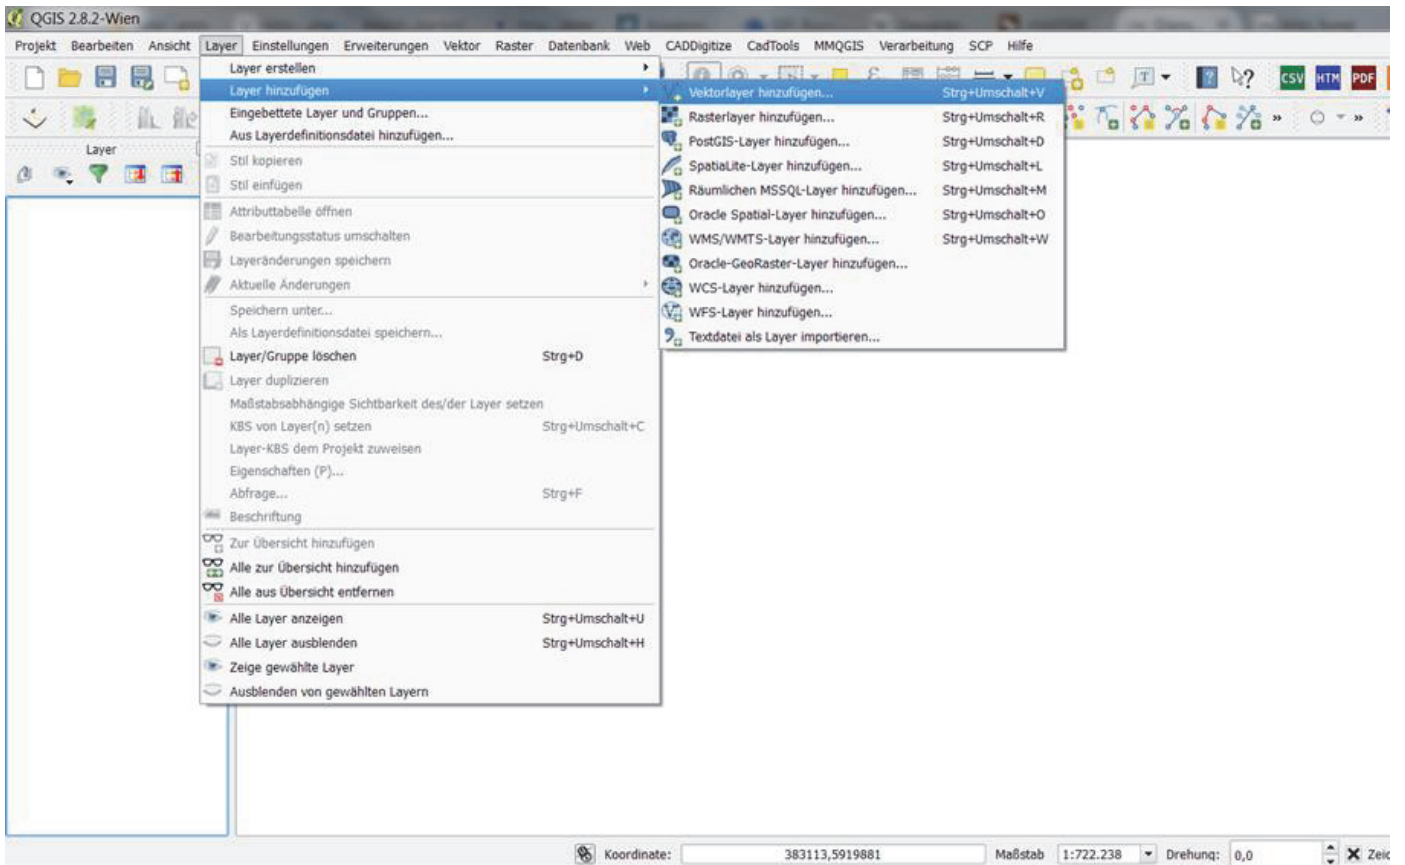 QGIS 2.8.2-Wien
Projekt Bearbeiten Ansicht Layer Einstellungen Erweiterungen Vektor Raster Datenbank Web CADDigitize CadTools MMQGIS Verarbeitung SCP Hilfe
CSV HTM PDF
Layer
Layer erstellen
Layer hinzufügen
Eingebettete Layer und Gruppen...
Aus Layerdefinitionsdatei hinzufügen...
Stil kopieren
Stil einfügen
Attributtabelle öffnen
Bearbeitungsstatus umschalten
Layeränderungen speichern
Aktuelle Änderungen
Speichern unter...
Als Layerdefinitionsdatei speichern...
Layer/Gruppe löschen Strg+D
Layer duplizieren
Maßstabsabhängige Sichtbarkeit des/der Layer setzen
KBS von Layer(n) setzen Strg+Umschalt+C
Layer-KBS dem Projekt zuweisen
Eigenschaften (P)...
Abfrage... Strg+F
Beschriftung
Zur Übersicht hinzufügen
Alle zur Übersicht hinzufügen
Alle aus Übersicht entfernen
Alle Layer anzeigen Strg+Umschalt+U
Alle Layer ausblenden Strg+Umschalt+H
Zeige gewählte Layer
Ausblenden von gewählten Layern
Vektorlayer hinzufügen... Strg+Umschalt+V
Rasterlayer hinzufügen... Strg+Umschalt+R
PostGIS-Layer hinzufügen... Strg+Umschalt+D
SpatiaLite-Layer hinzufügen... Strg+Umschalt+L
Räumlichen MSSQL-Layer hinzufügen... Strg+Umschalt+M
Oracle Spatial-Layer hinzufügen... Strg+Umschalt+O
WMS/WMTS-Layer hinzufügen... Strg+Umschalt+W
Oracle-GeoRaster-Layer hinzufügen...
WCS-Layer hinzufügen...
WFS-Layer hinzufügen...
Textdatei als Layer importieren...
Koordinate: 383113,5919881 Maßstab 1:722.238 Drehung: 0,0